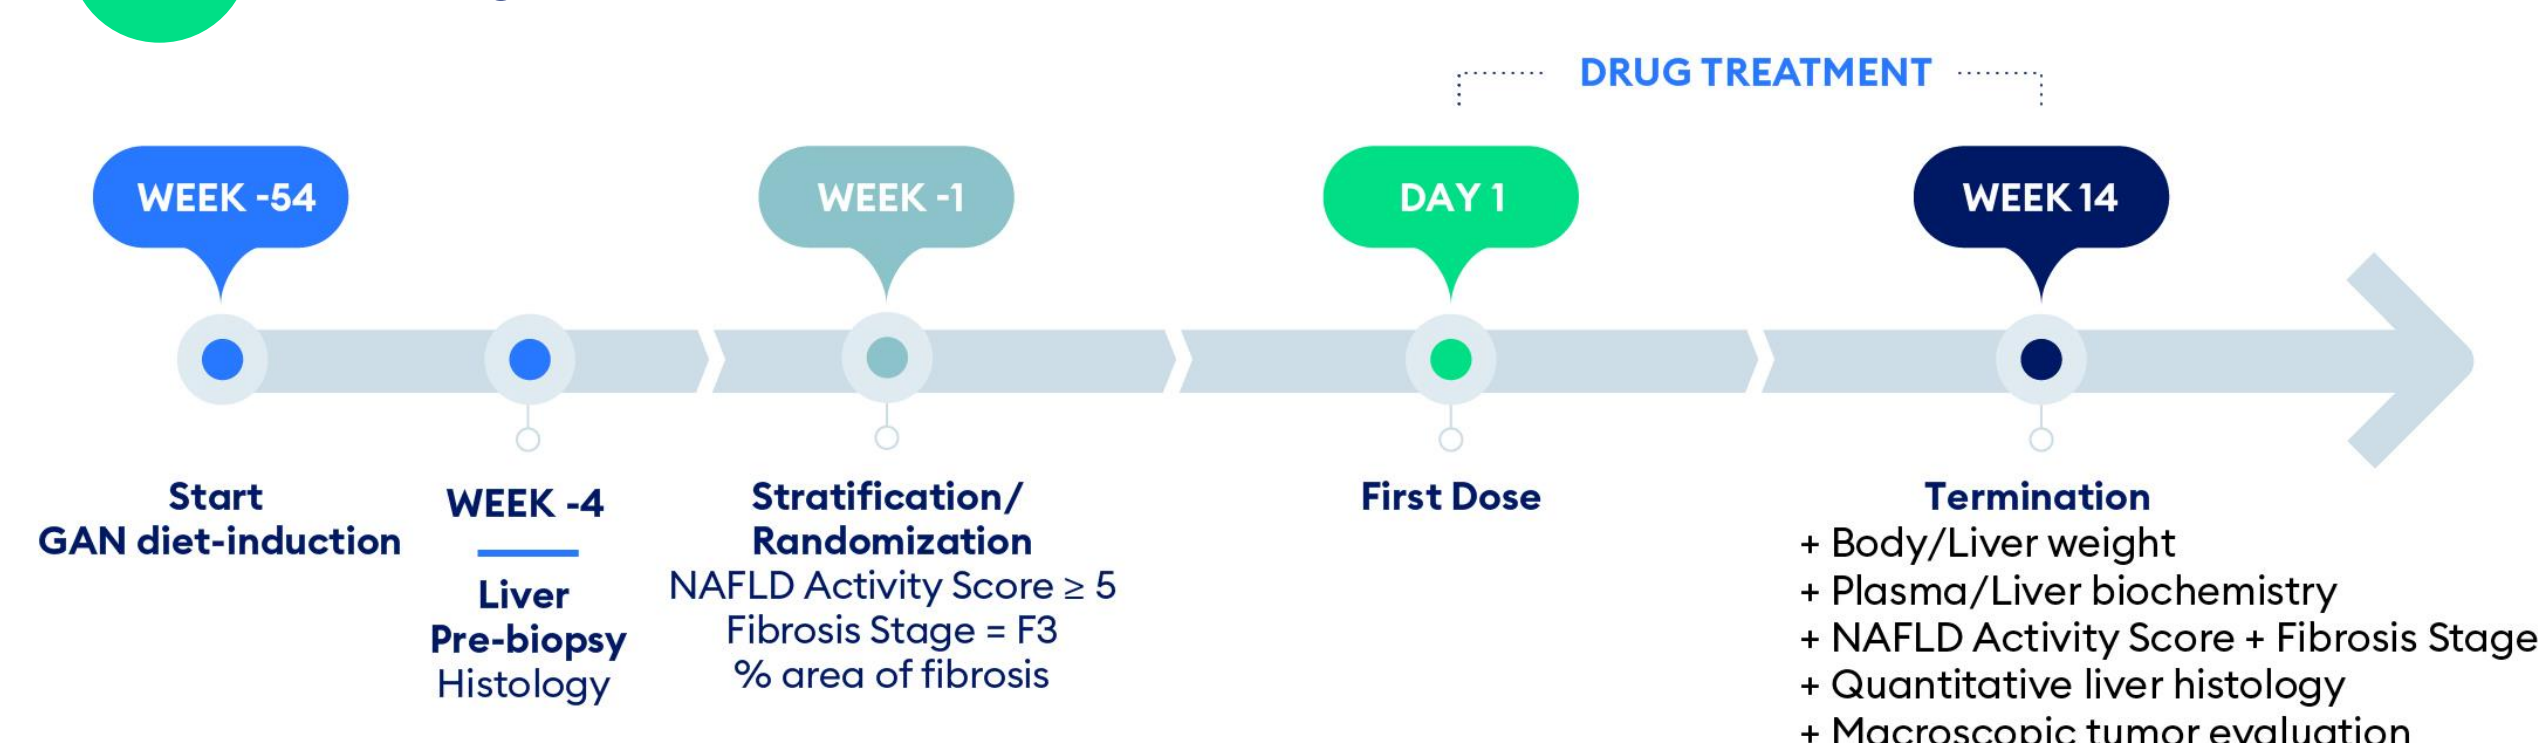 DRUG TREATMENT
WEEK -54
WEEK -1
DAY 1
WEEK 14
Start
GAN diet-induction
WEEK -4
Liver
Pre-biopsy
Histology
Stratification/
Randomization
NAFLD Activity Score ≥ 5
Fibrosis Stage = F3
% area of fibrosis
First Dose
Termination
+ Body/Liver weight
+ Plasma/Liver biochemistry
+ NAFLD Activity Score + Fibrosis Stage
+ Quantitative liver histology
+ Macroscopic tumor evaluation